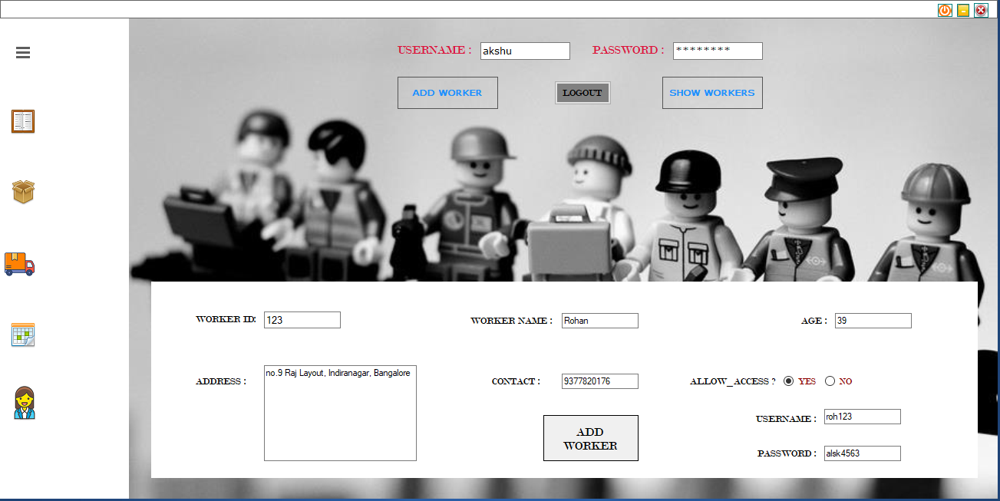 USERNAME : akshu PASSWORD : ********
ADD WORKER LOGOUT SHOW WORKERS
WORKER ID: 123 WORKER NAME : Rohan AGE : 39
ADDRESS : no.9 Raj Layout, Indiranagar, Bangalore CONTACT : 9377820176 ALLOW_ACCESS ? YES NO
USERNAME : roh123
ADD
WORKER
PASSWORD : alsk4563